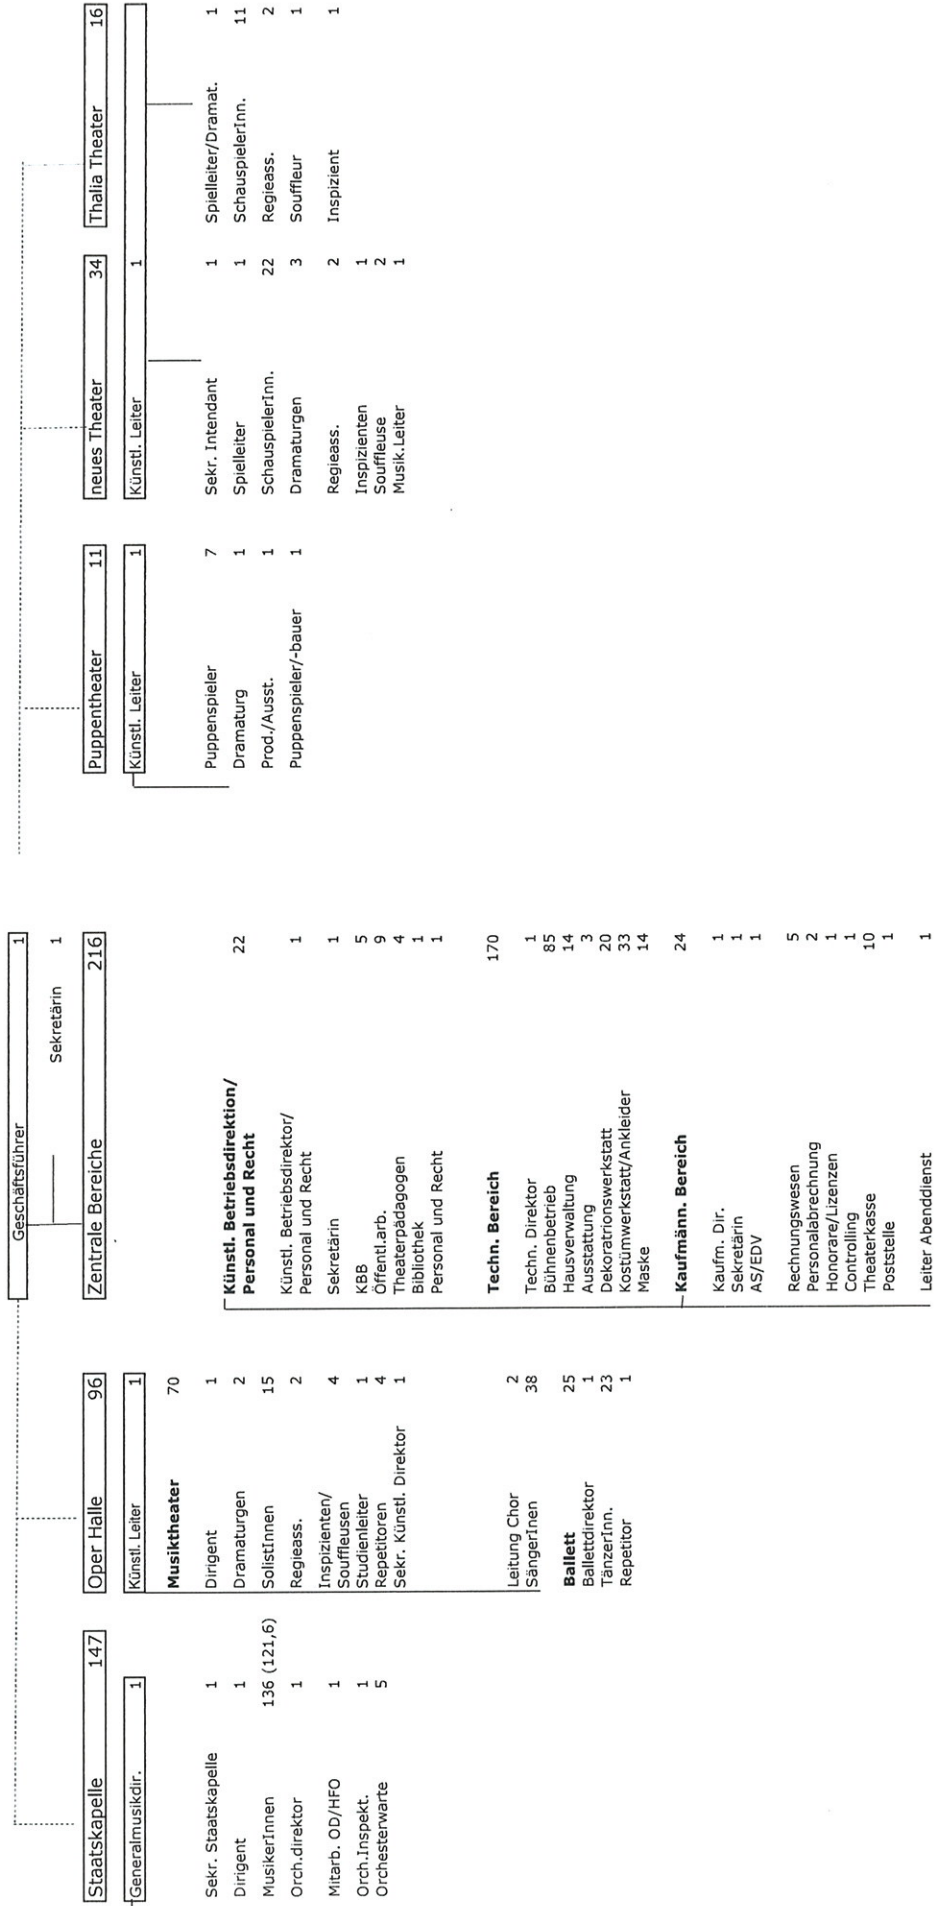 Geschäftsführer 1
Sekretärin 1
Staatskapelle 147
Generalmusikdir. 1
Sekr. Staatskapelle 1
Dirigent 1
MusikerInnen 136 (121,6)
Orch.direktor 1
Mitarb. OD/HFO 1
Orch.Inspekt. 1
Orchesterwarte 5
Oper Halle 96
Künstl. Leiter 1
Musiktheater 70
Dirigent 1
Dramaturgen 2
SolistInnen 15
Regieass. 2
Inspizienten/
Souffleusen 4
Studienleiter 1
Repetitoren 4
Sekr. Künstl. Direktor 1
Leitung Chor 2
SängerInen 38
Ballett 25
Ballettdirektor 1
TänzerInn. 23
Repetitor 1
Zentrale Bereiche 216
Künstl. Betriebsdirektion/
Personal und Recht 22
Künstl. Betriebsdirektor/
Personal und Recht 1
Sekretärin 1
KBB 5
Öffentl.arb. 9
Theaterpädagogen 4
Bibliothek 1
Personal und Recht 1
Techn. Bereich 170
Techn. Direktor 1
Bühnenbetrieb 85
Hausverwaltung 14
Ausstattung 3
Dekoratrionswerkstatt 20
Kostümwerkstatt/Ankleider 33
Maske 14
Kaufmänn. Bereich 24
Kaufm. Dir. 1
Sekretärin 1
AS/EDV 1
Rechnungswesen 5
Personalabrechnung 2
Honorare/Lizenzen 1
Controlling 1
Theaterkasse 10
Poststelle 1
Leiter Abenddienst 1
Puppentheater 11
Künstl. Leiter 1
Puppenspieler 7
Dramaturg 1
Prod./Ausst. 1
Puppenspieler/-bauer 1
neues Theater 34
Künstl. Leiter 1
Sekr. Intendant 1
Spielleiter 1
SchauspielerInn. 22
Dramaturgen 3
Regieass. 2
Inspizienten 1
Souffleuse 2
Musik.Leiter 1
Thalia Theater 16
Spielleiter/Dramat. 1
SchauspielerInn. 11
Regieass. 2
Souffleur 1
Inspizient 1